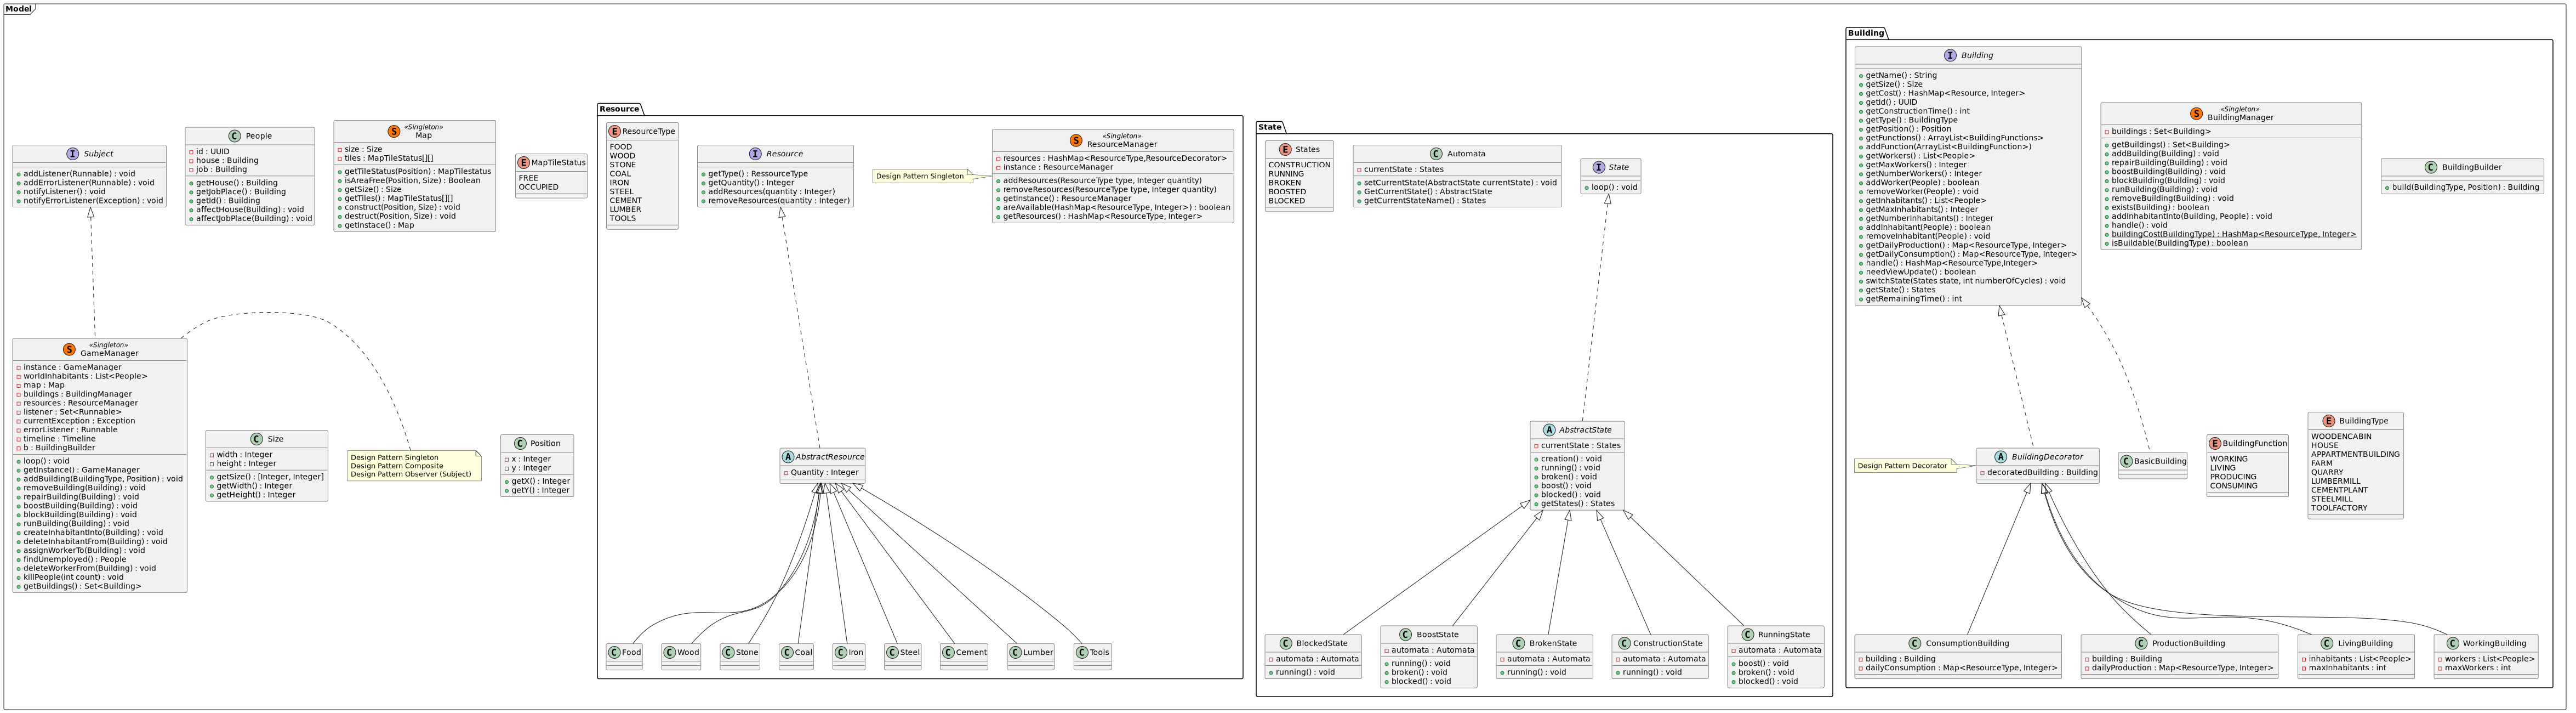 Model
Subject
addListener(Runnable) : void
addErrorListener(Runnable) : void
notifyListener() : void
notifyErrorListener(Exception) : void
People
id : UUID
house : Building
job : Building
getHouse() : Building
getJobPlace() : Building
getId() : Building
affectHouse(Building) : void
affectJobPlace(Building) : void
«Singleton»
Map
size : Size
tiles : MapTileStatus[][]
getTileStatus(Position) : MapTilestatus
isAreaFree(Position, Size) : Boolean
getSize() : Size
getTiles() : MapTileStatus[][]
construct(Position, Size) : void
destruct(Position, Size) : void
getInstace() : Map
MapTileStatus
FREE
OCCUPIED
«Singleton»
GameManager
instance : GameManager
worldInhabitants : List<People>
map : Map
buildings : BuildingManager
resources : ResourceManager
listener : Set<Runnable>
currentException : Exception
errorListener : Runnable
timeline : Timeline
b : BuildingBuilder
loop() : void
getInstance() : GameManager
addBuilding(BuildingType, Position) : void
removeBuilding(Building) : void
repairBuilding(Building) : void
boostBuilding(Building) : void
blockBuilding(Building) : void
runBuilding(Building) : void
createInhabitantInto(Building) : void
deleteInhabitantFrom(Building) : void
assignWorkerTo(Building) : void
findUnemployed() : People
deleteWorkerFrom(Building) : void
killPeople(int count) : void
getBuildings() : Set<Building>
Size
width : Integer
height : Integer
getSize() : [Integer, Integer]
getWidth() : Integer
getHeight() : Integer
Design Pattern Singleton
Design Pattern Composite
Design Pattern Observer (Subject)
Position
x : Integer
y : Integer
getX() : Integer
getY() : Integer
Resource
ResourceType
FOOD
WOOD
STONE
COAL
IRON
STEEL
CEMENT
LUMBER
TOOLS
Resource
getType() : RessourceType
getQuantity() : Integer
addResources(quantity : Integer)
removeResources(quantity : Integer)
Design Pattern Singleton
«Singleton»
ResourceManager
resources : HashMap<ResourceType,ResourceDecorator>
instance : ResourceManager
addResources(ResourceType type, Integer quantity)
removeResources(ResourceType type, Integer quantity)
getInstance() : ResourceManager
areAvailable(HashMap<ResourceType, Integer>) : boolean
getResources() : HashMap<ResourceType, Integer>
AbstractResource
Quantity : Integer
Food
Wood
Stone
Coal
Iron
Steel
Cement
Lumber
Tools
State
States
CONSTRUCTION
RUNNING
BROKEN
BOOSTED
BLOCKED
Automata
currentState : States
setCurrentState(AbstractState currentState) : void
GetCurrentState() : AbstractState
getCurrentStateName() : States
State
loop() : void
AbstractState
currentState : States
creation() : void
running() : void
broken() : void
boost() : void
blocked() : void
getStates() : States
BlockedState
automata : Automata
running() : void
BoostState
automata : Automata
running() : void
broken() : void
blocked() : void
BrokenState
automata : Automata
running() : void
ConstructionState
automata : Automata
running() : void
RunningState
automata : Automata
boost() : void
broken() : void
blocked() : void
Building
Building
getName() : String
getSize() : Size
getCost() : HashMap<Resource, Integer>
getId() : UUID
getConstructionTime() : int
getType() : BuildingType
getPosition() : Position
getFunctions() : ArrayList<BuildingFunctions>
addFunction(ArrayList<BuildingFunction>)
getWorkers() : List<People>
getMaxWorkers() : Integer
getNumberWorkers() : Integer
addWorker(People) : boolean
removeWorker(People) : void
getInhabitants() : List<People>
getMaxInhabitants() : Integer
getNumberInhabitants() : Integer
addInhabitant(People) : boolean
removeInhabitant(People) : void
getDailyProduction() : Map<ResourceType, Integer>
getDailyConsumption() : Map<ResourceType, Integer>
handle() : HashMap<ResourceType,Integer>
needViewUpdate() : boolean
switchState(States state, int numberOfCycles) : void
getState() : States
getRemainingTime() : int
«Singleton»
BuildingManager
buildings : Set<Building>
getBuildings() : Set<Building>
addBuilding(Building) : void
repairBuilding(Building) : void
boostBuilding(Building) : void
blockBuilding(Building) : void
runBuilding(Building) : void
removeBuilding(Building) : void
exists(Building) : boolean
addInhabitantInto(Building, People) : void
handle() : void
buildingCost(BuildingType) : HashMap<ResourceType, Integer>
isBuildable(BuildingType) : boolean
BuildingBuilder
build(BuildingType, Position) : Building
Design Pattern Decorator
BuildingDecorator
decoratedBuilding : Building
BasicBuilding
BuildingFunction
WORKING
LIVING
PRODUCING
CONSUMING
BuildingType
WOODENCABIN
HOUSE
APPARTMENTBUILDING
FARM
QUARRY
LUMBERMILL
CEMENTPLANT
STEELMILL
TOOLFACTORY
ConsumptionBuilding
building : Building
dailyConsumption : Map<ResourceType, Integer>
ProductionBuilding
building : Building
dailyProduction : Map<ResourceType, Integer>
LivingBuilding
inhabitants : List<People>
maxInhabitants : int
WorkingBuilding
workers : List<People>
maxWorkers : int